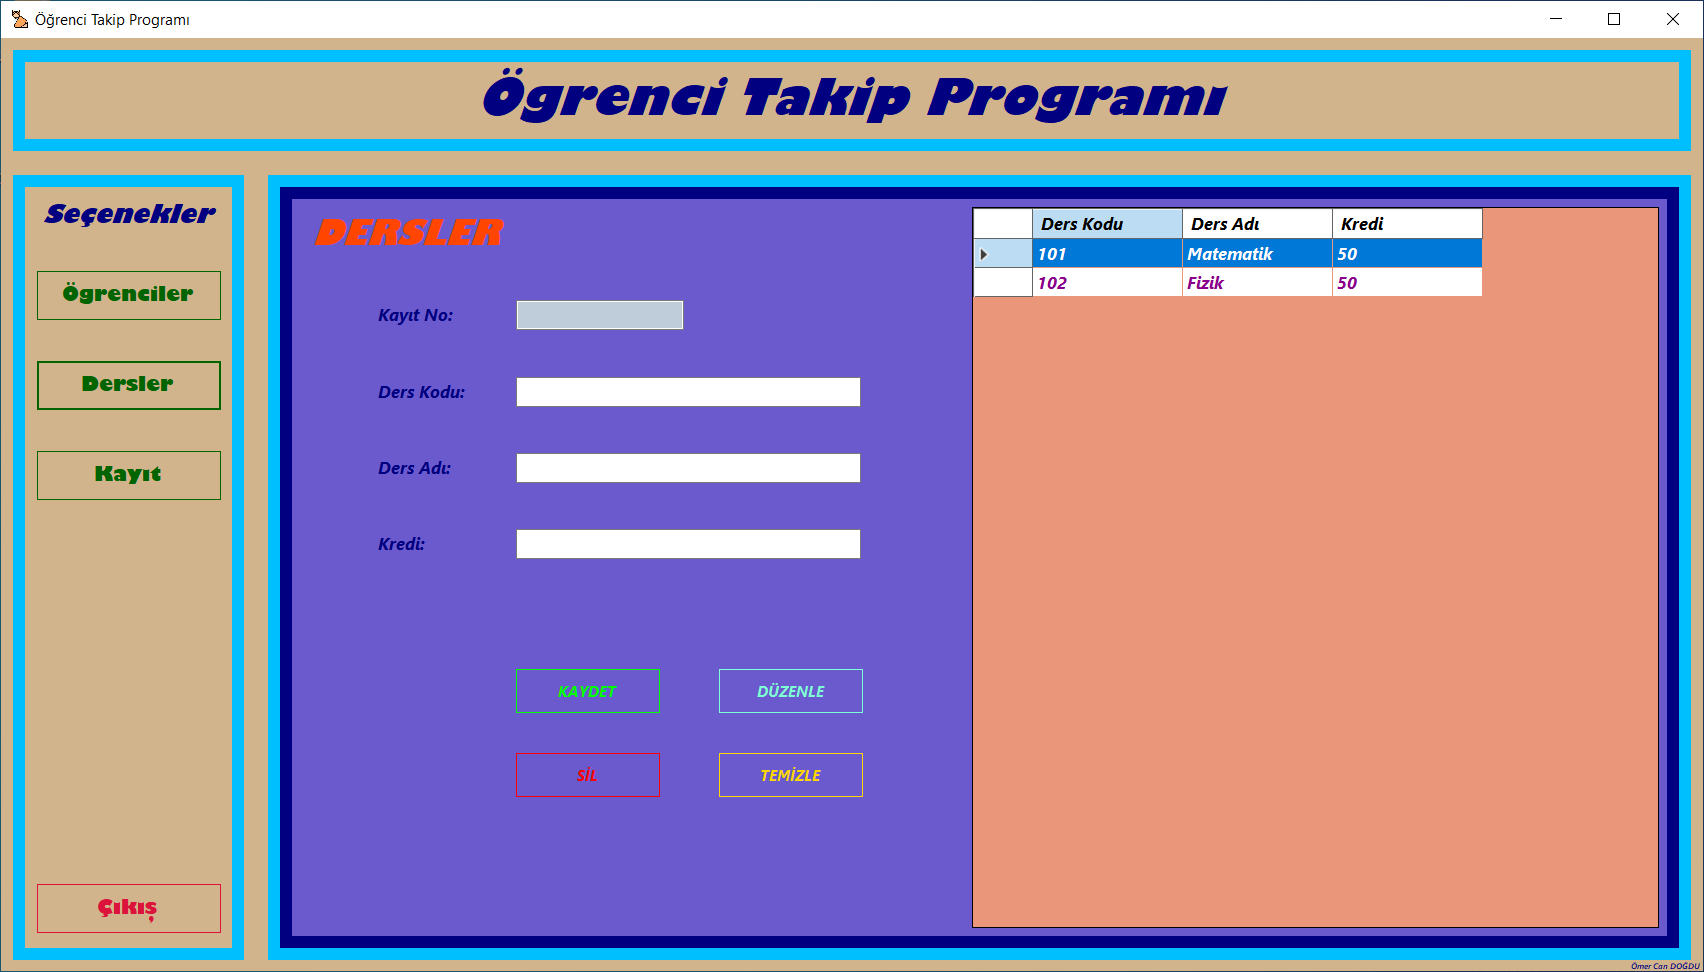 Öğrenci Takip Programı
Ögrenci Takip Programı
Seçenekler
Ögrenciler
Dersler
Kayıt
Çıkış
DERSLER
Kayıt No:
Ders Kodu:
Ders Adı:
Kredi:
KAYDET DÜZENLE
SİL TEMİZLE
Ders Kodu Ders Adı Kredi
101 Matematik 50
102 Fizik 50
Ömer Can DOĞDU